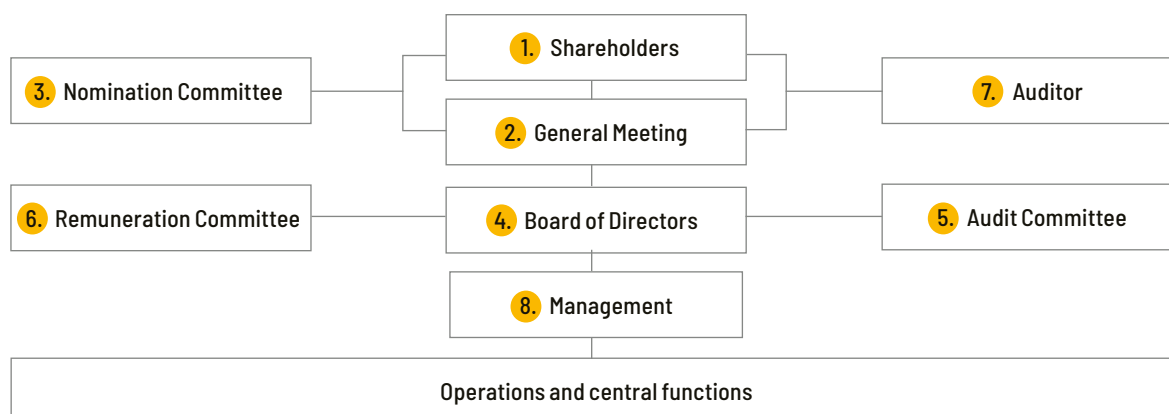 1. Shareholders
3. Nomination Committee
7. Auditor
2. General Meeting
6. Remuneration Committee
4. Board of Directors
5. Audit Committee
8. Management
Operations and central functions